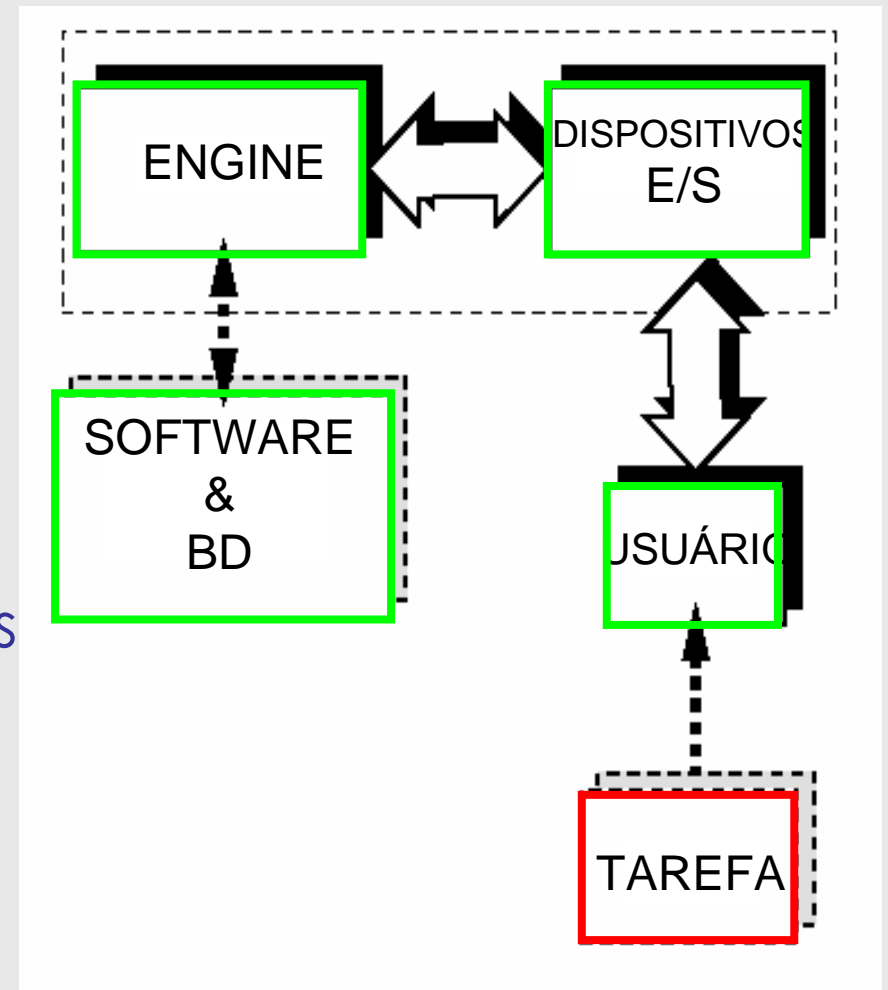 ENGINE
DISPOSITIVOS
E/S
SOFTWARE
&
BD
USUÁRIO
S
TAREFA